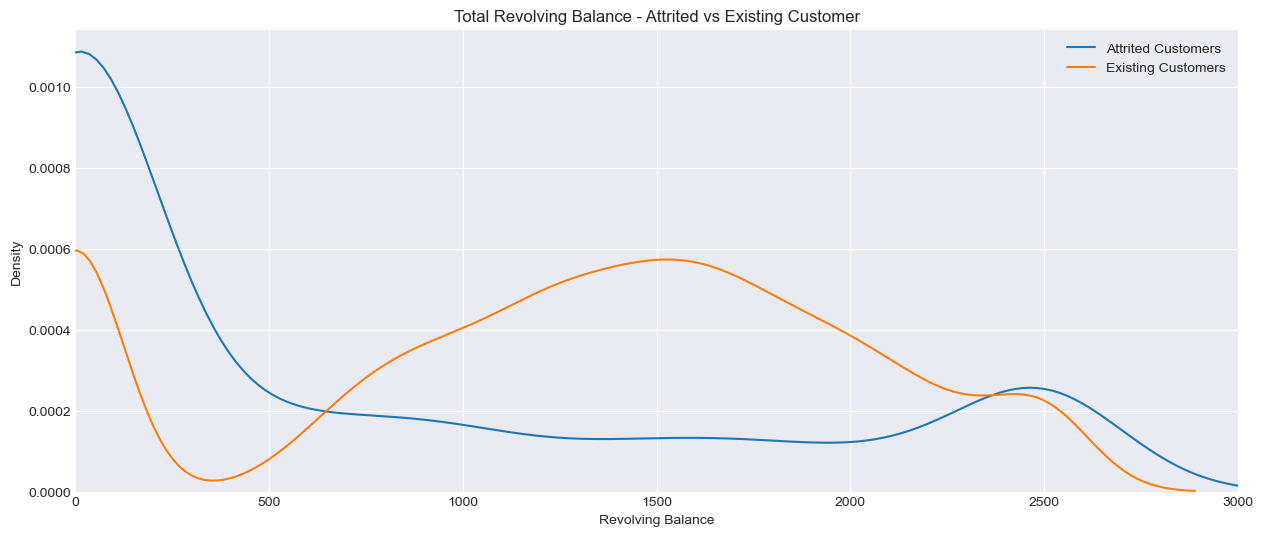 Total Revolving Balance - Attrited vs Existing Customer
Attrited Customers
Existing Customers
Density
0.0010
0.0008
0.0006
0.0004
0.0002
0.0000
0 500 1000 1500 2000 2500 3000
Revolving Balance